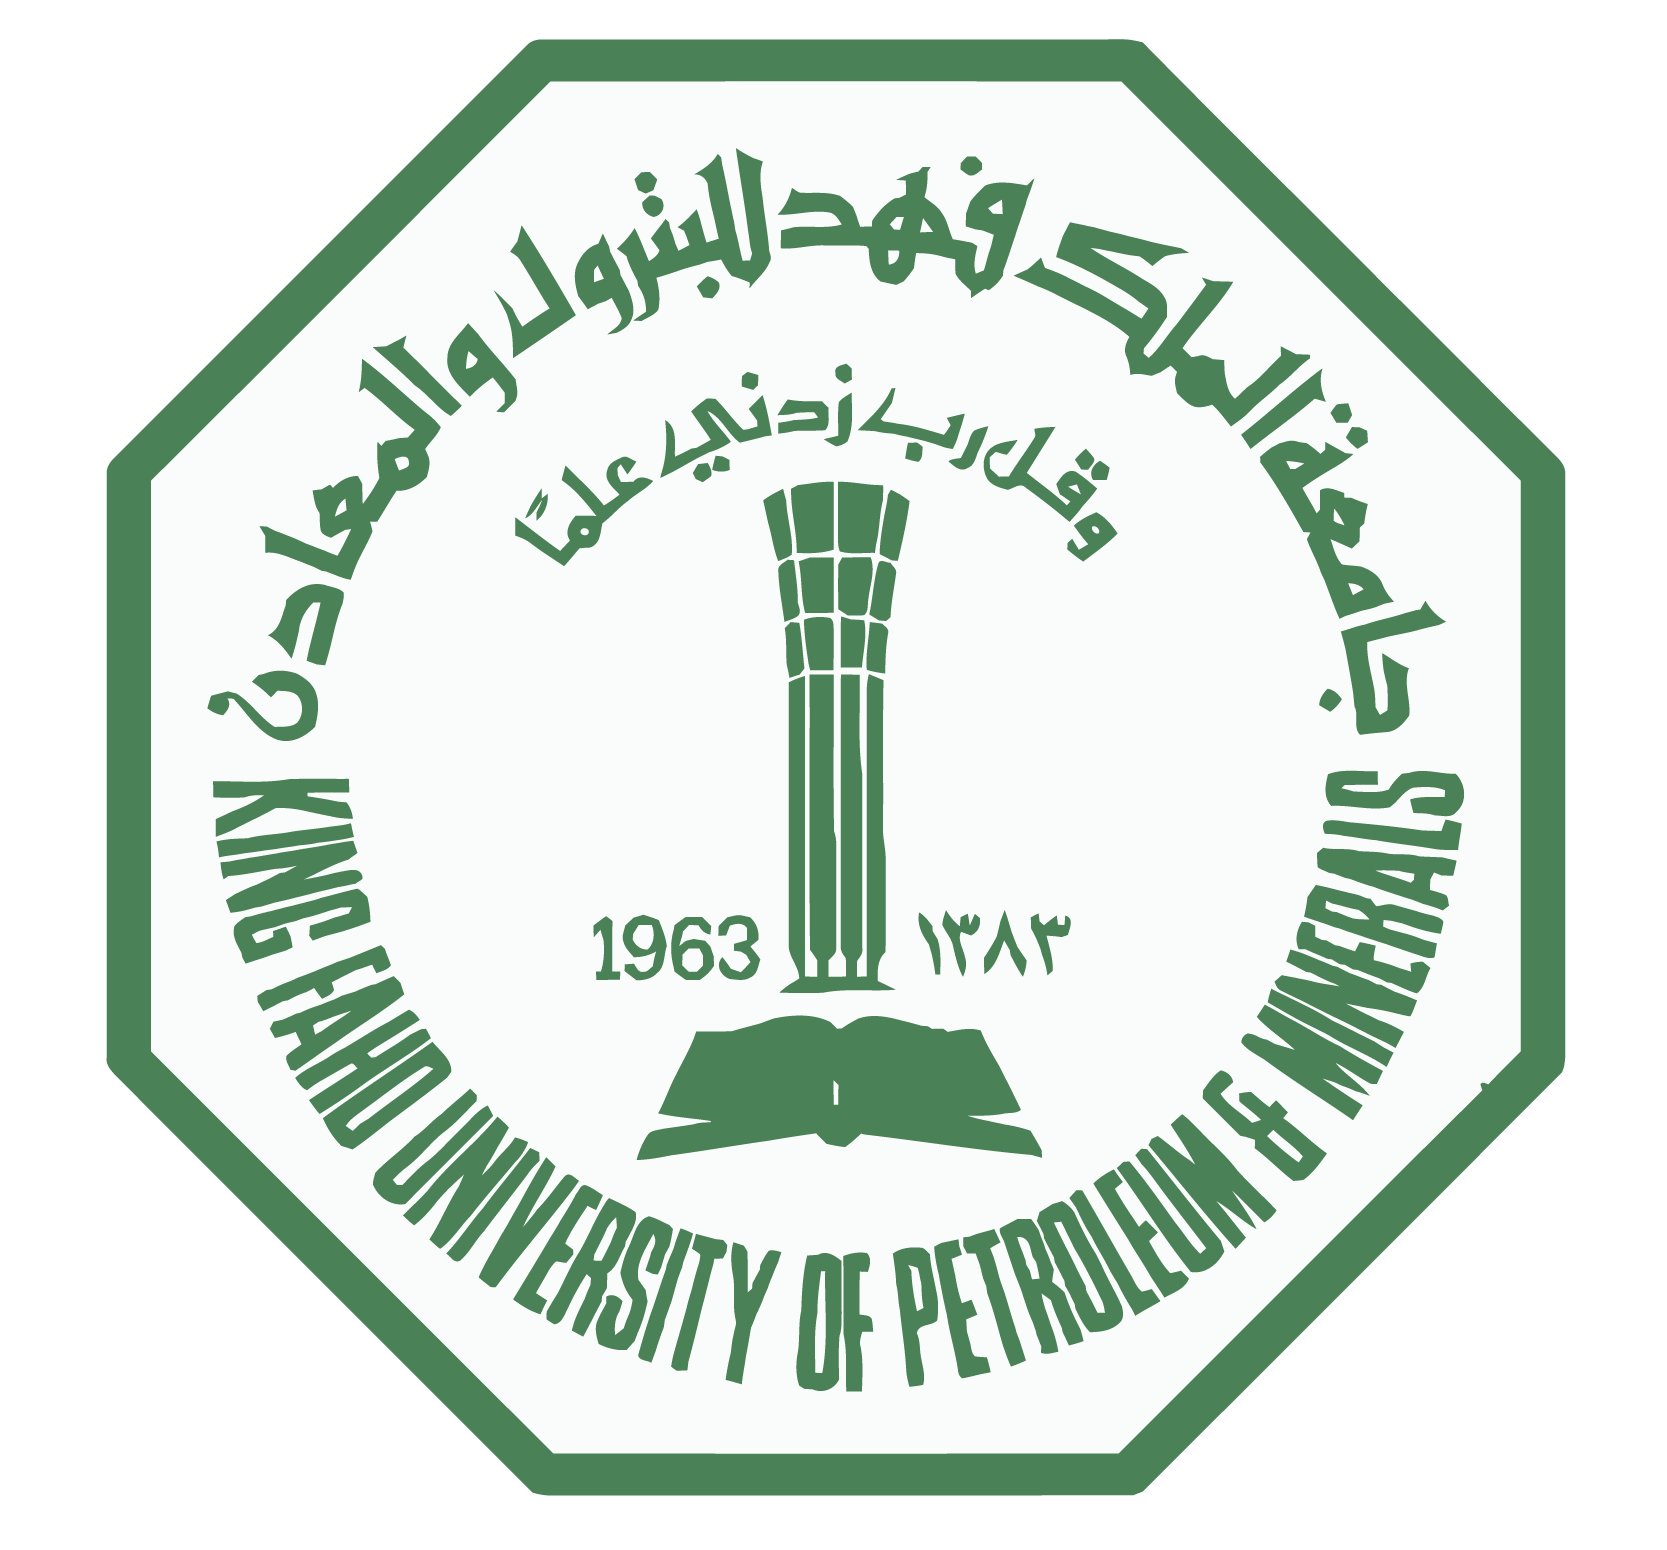 جامعة الملك فهد للبترول والمعادن
وقل رب زدني علماً
1963
١٣٨٣
KING FAHD UNIVERSITY OF PETROLEUM & MINERALS